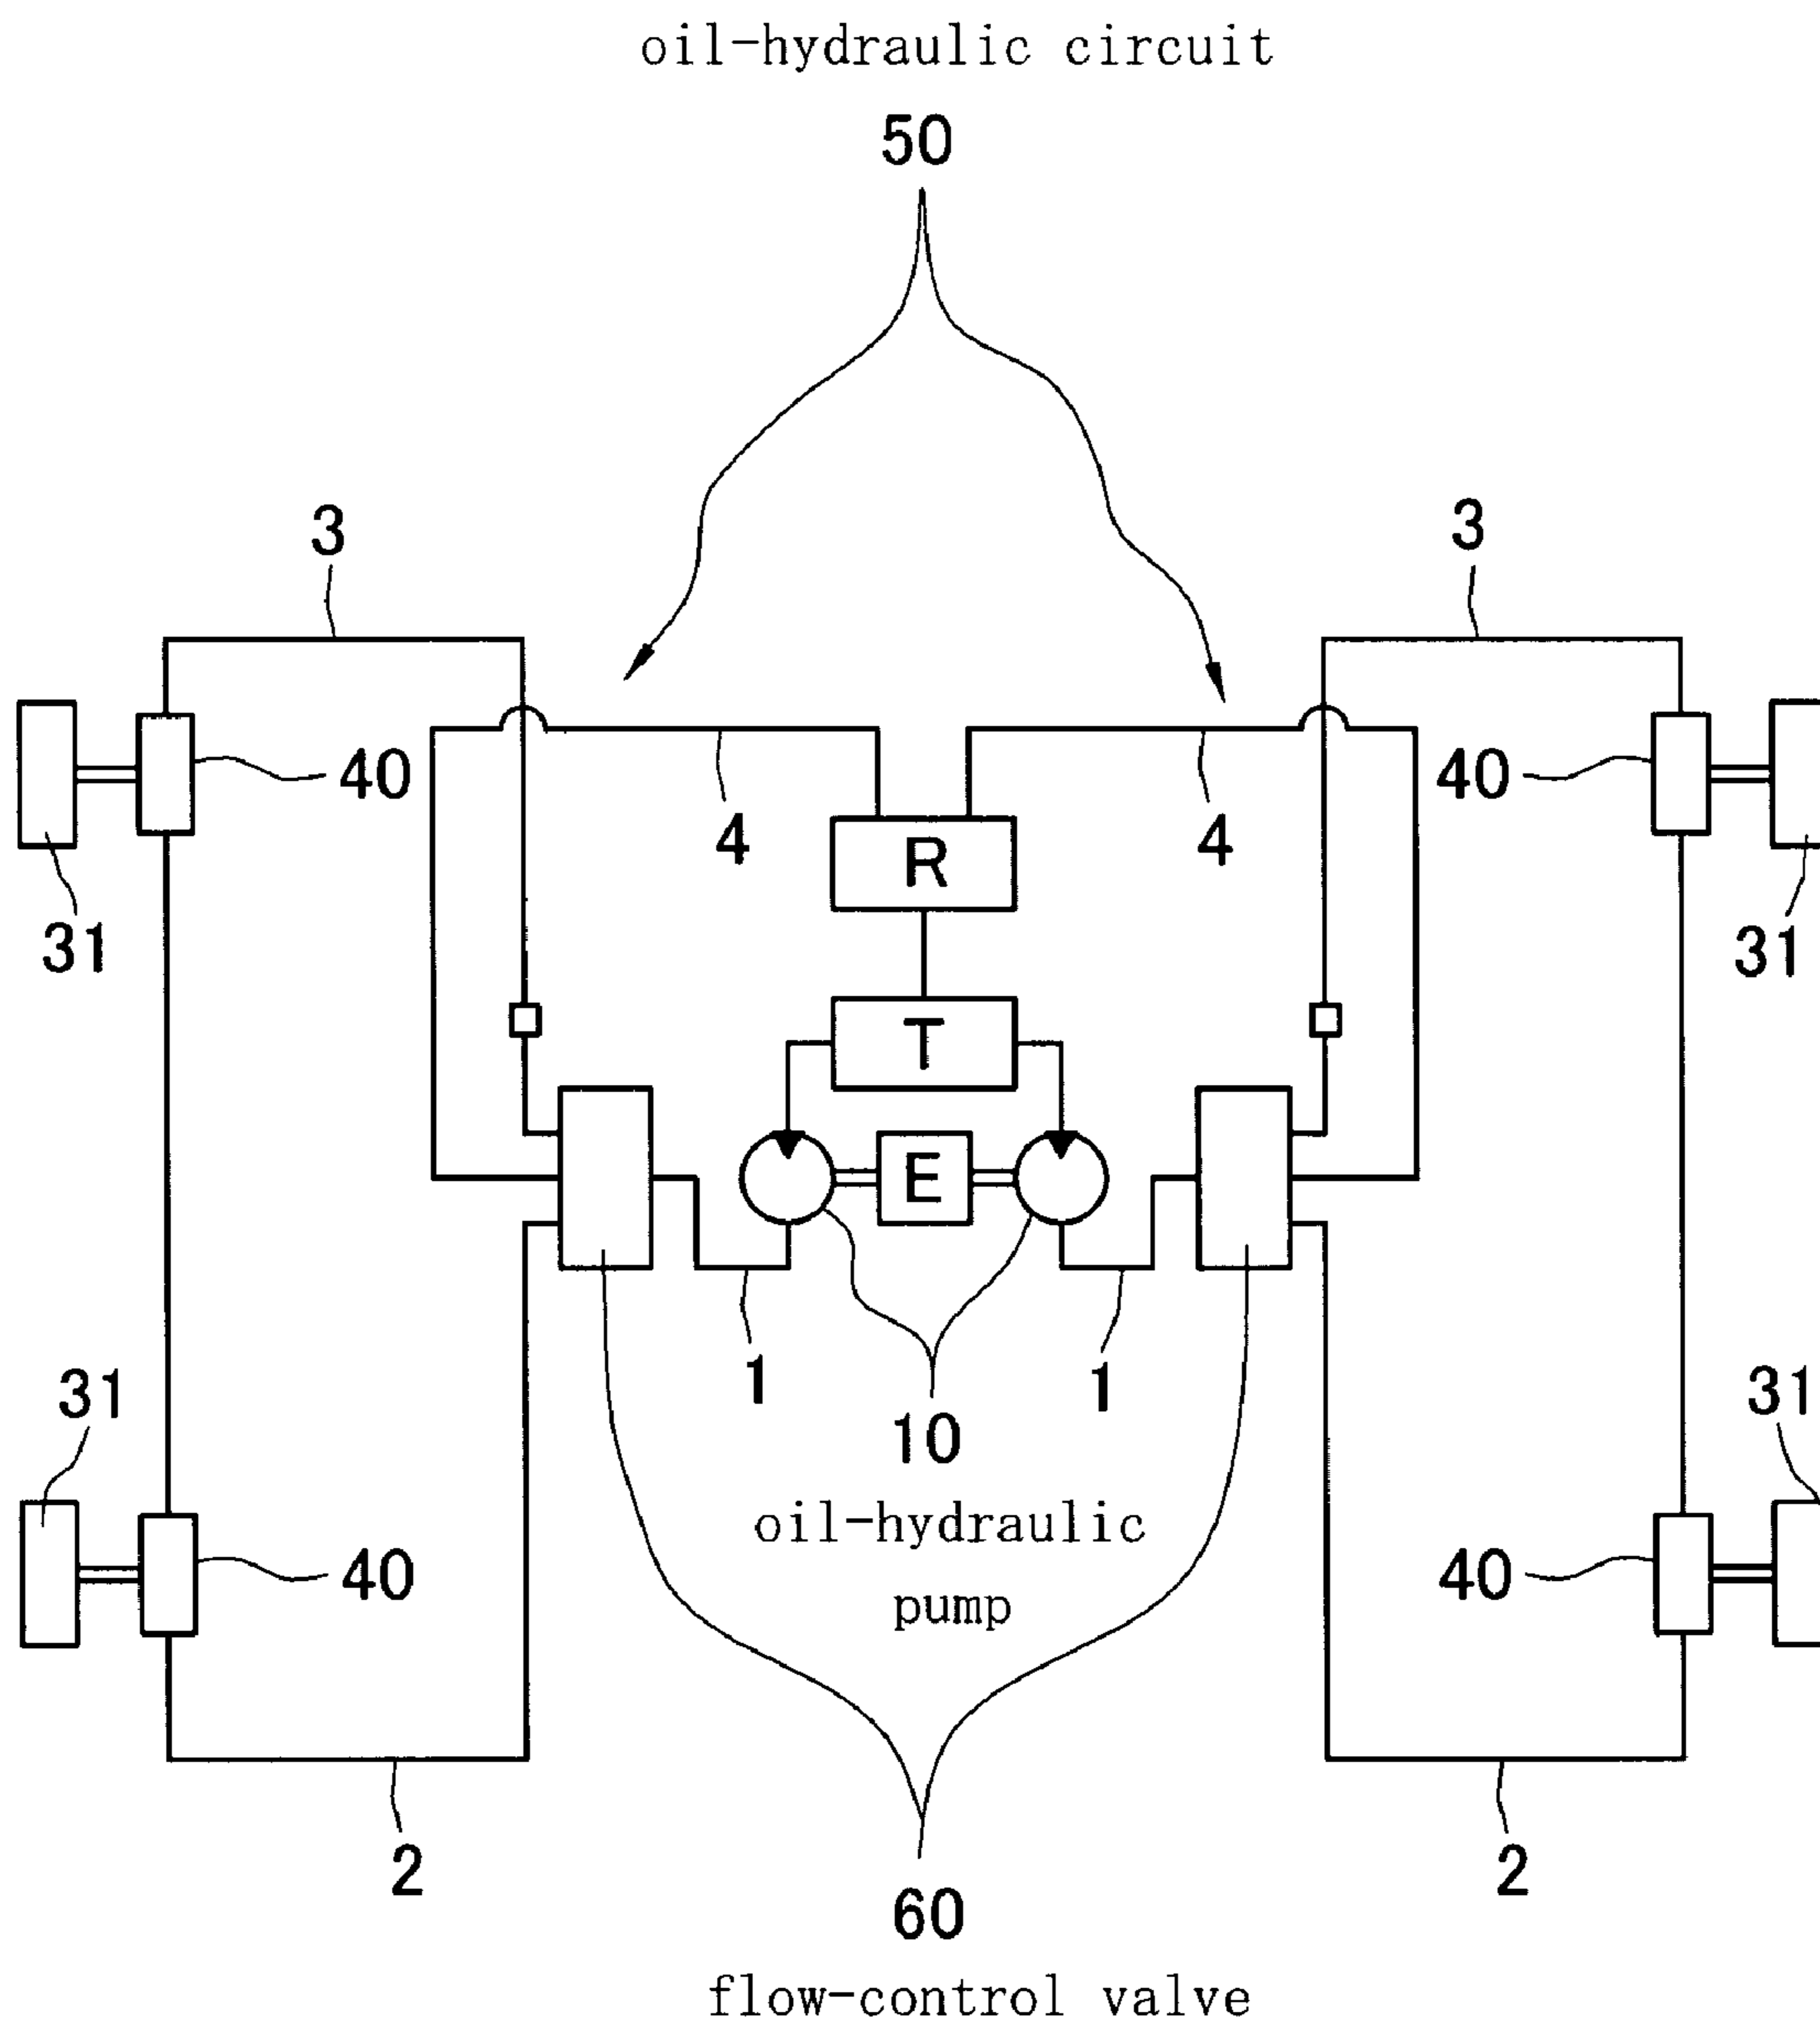 oil-hydraulic circuit
50
3
3
40
40
4
4
R
31
31
T
E
1
1
31
31
10
oil-hydraulic
pump
40
40
2
2
60
flow-control valve